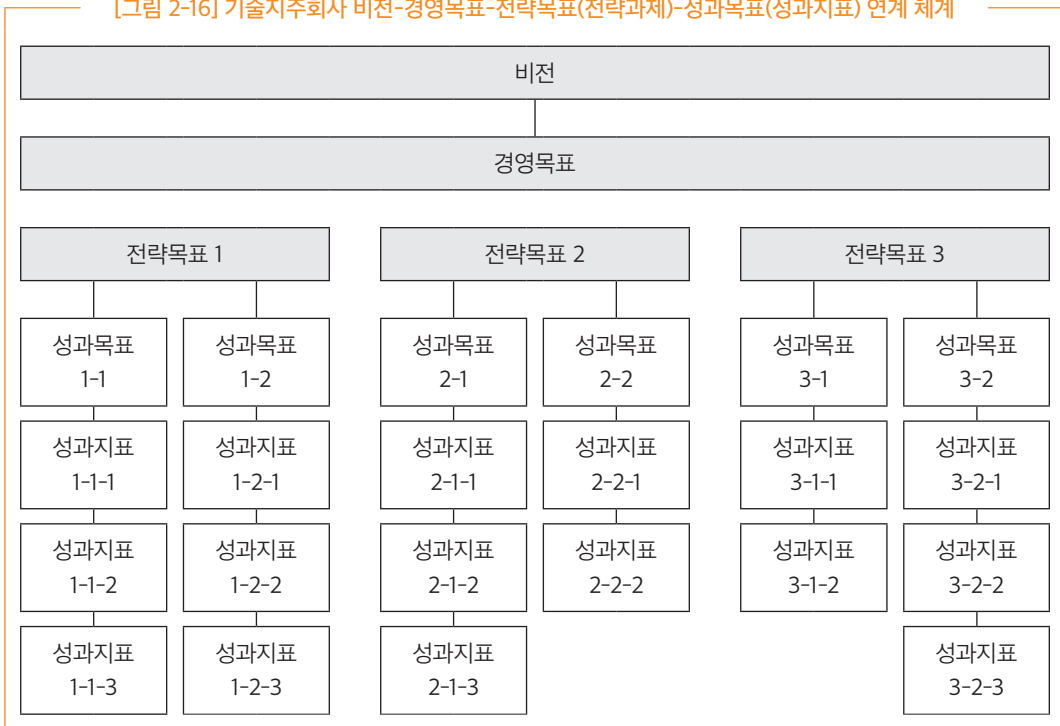 [그림 2-16] 기술지주회사 비전-경영목표-전략목표(전략과제)-성과목표(성과지표) 연계 체계
비전
경영목표
전략목표 1
전략목표 2
전략목표 3
성과목표
1-1
성과목표
1-2
성과목표
2-1
성과목표
2-2
성과목표
3-1
성과목표
3-2
성과지표
1-1-1
성과지표
1-2-1
성과지표
2-1-1
성과지표
2-2-1
성과지표
3-1-1
성과지표
3-2-1
성과지표
1-1-2
성과지표
1-2-2
성과지표
2-1-2
성과지표
2-2-2
성과지표
3-1-2
성과지표
3-2-2
성과지표
1-1-3
성과지표
1-2-3
성과지표
2-1-3
성과지표
3-2-3